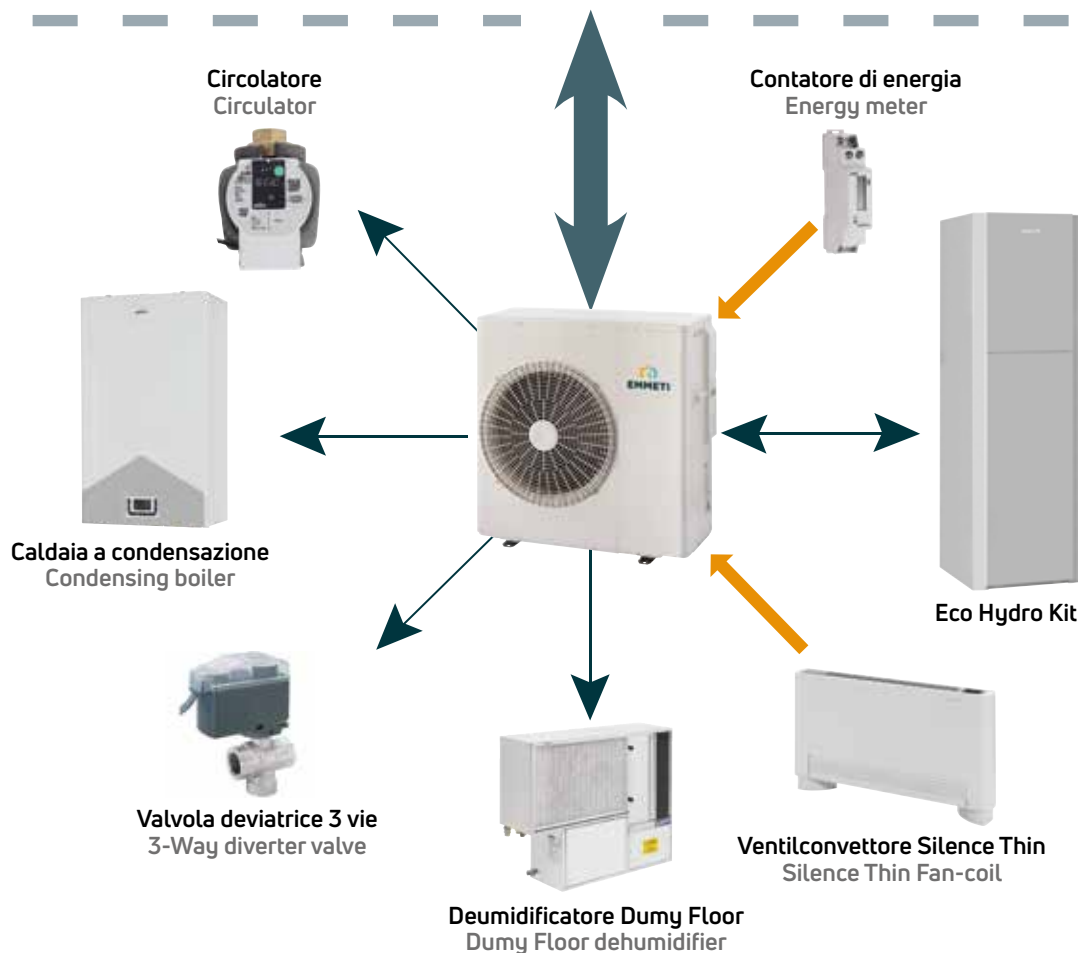 Circolatore
Circulator
Contatore di energia
Energy meter
EMMETI
Caldaia a condensazione
Condensing boiler
Eco Hydro Kit
Valvola deviatrice 3 vie
3-Way diverter valve
Ventilconvettore Silence Thin
Silence Thin Fan-coil
Deumidificatore Dumy Floor
Dumy Floor dehumidifier